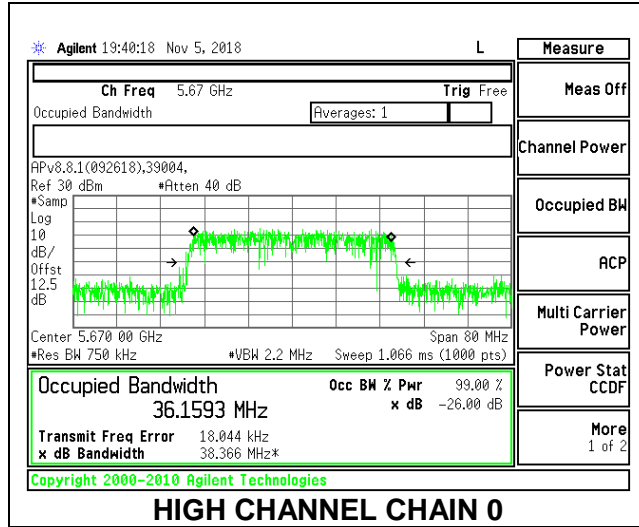 Agilent 19:40:18 Nov 5, 2018 L
Measure
Ch Freq 5.67 GHz Trig Free
Occupied Bandwidth Averages: 1
APv8.8.1(092618),39004,
Ref 30 dBm #Atten 40 dB
#Samp
Log
10
dB/
Offst
12.5
dB
Center 5.670 00 GHz Span 80 MHz
#Res BW 750 kHz #VBW 2.2 MHz Sweep 1.066 ms (1000 pts)
Occupied Bandwidth Occ BW % Pwr 99.00 %
36.1593 MHz x dB -26.00 dB
Transmit Freq Error 18.044 kHz
x dB Bandwidth 38.366 MHz*
Copyright 2000-2010 Agilent Technologies
Meas Off
Channel Power
Occupied BW
ACP
Multi Carrier
Power
Power Stat
CCDF
More
1 of 2
HIGH CHANNEL CHAIN 0